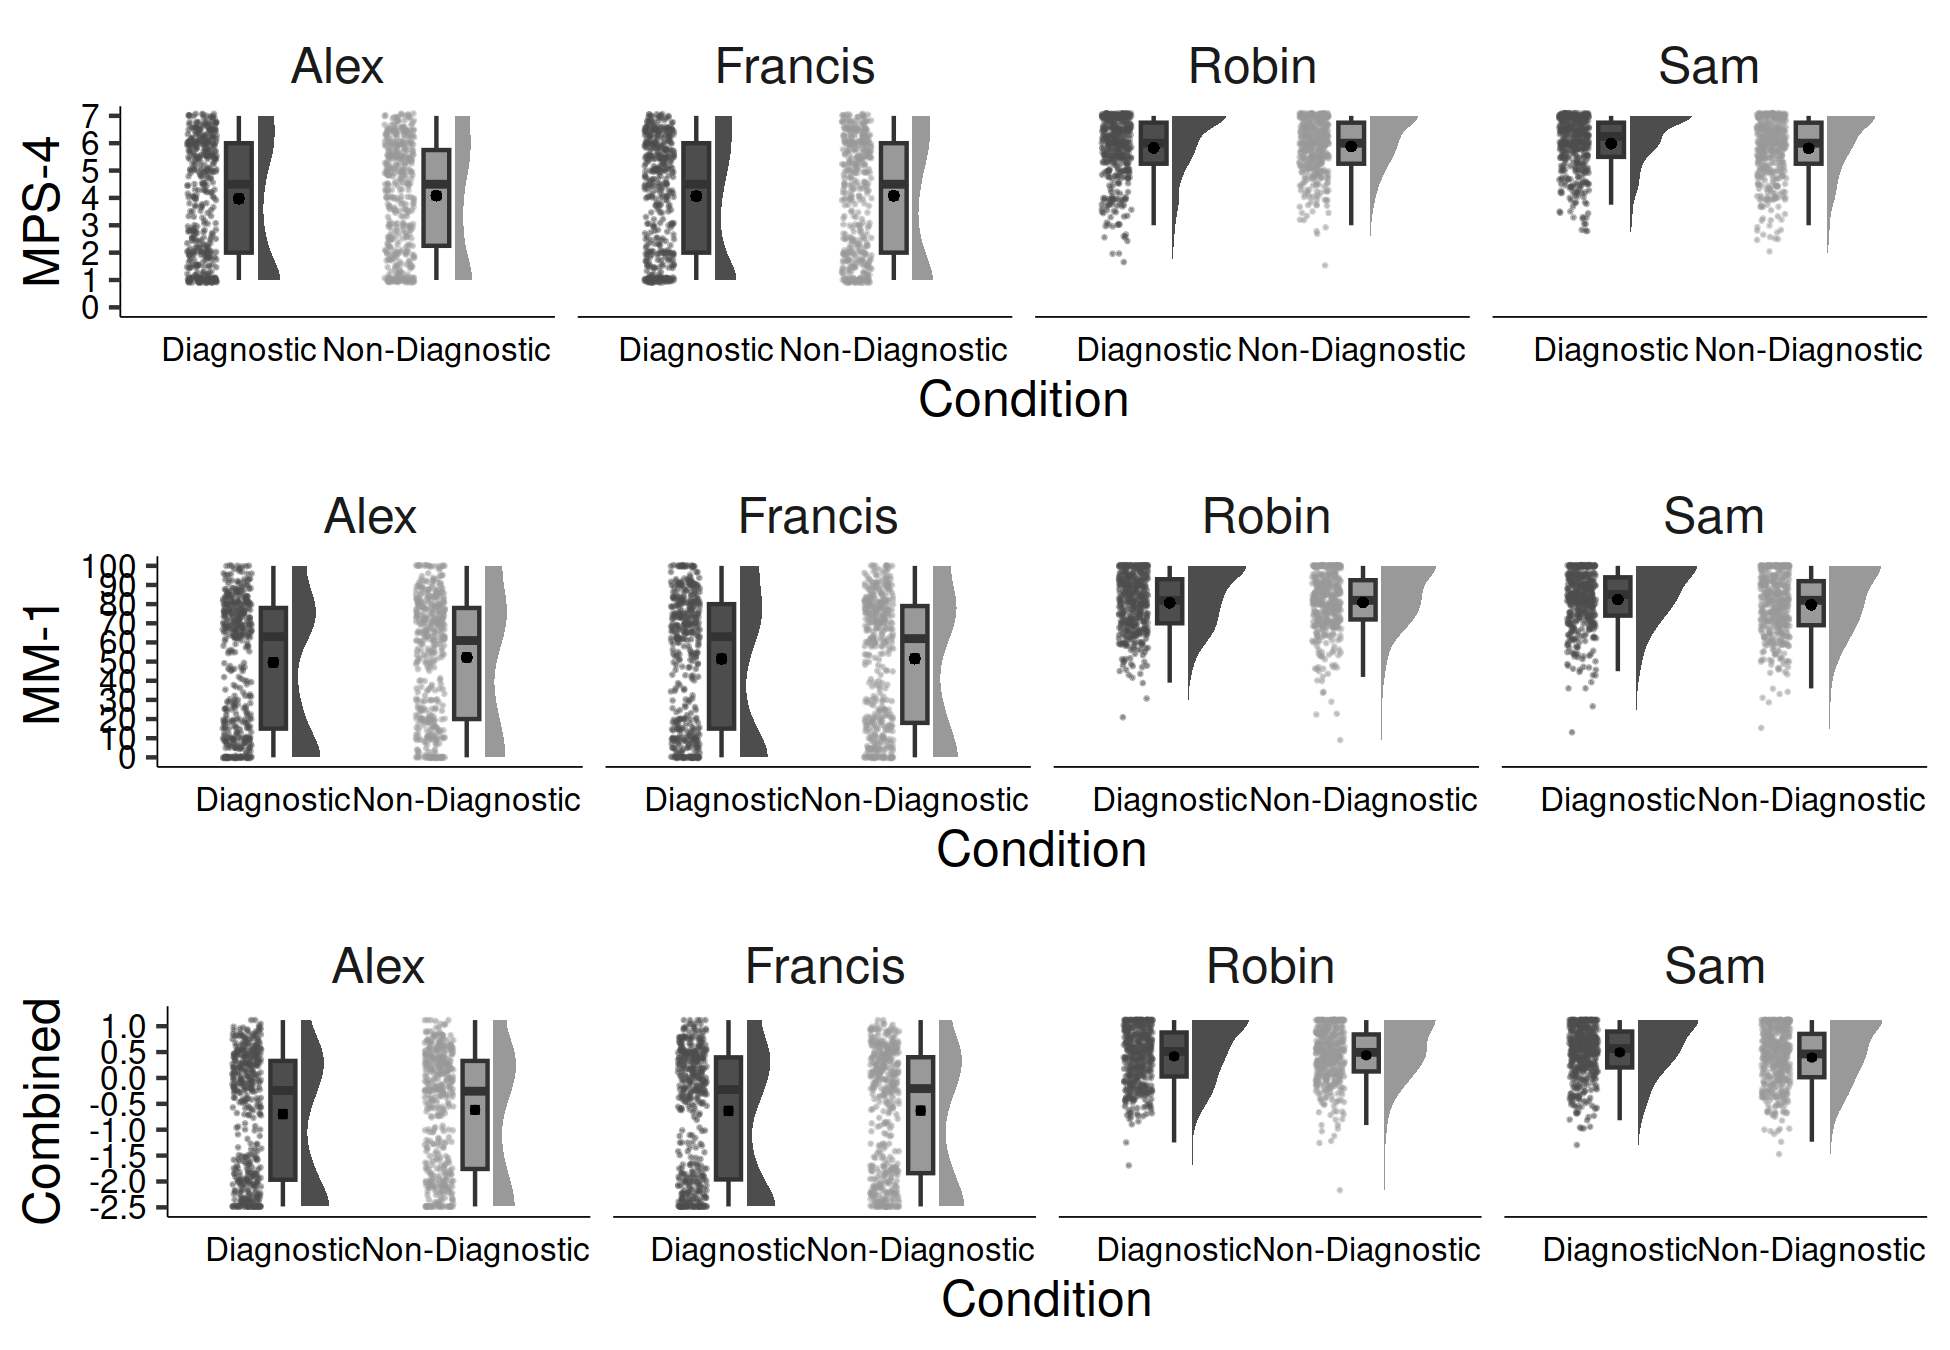 Alex Francis Robin Sam
MPS-4
7
6
5
4
3
2
1
0
Diagnostic Non-Diagnostic Diagnostic Non-Diagnostic Diagnostic Non-Diagnostic Diagnostic Non-Diagnostic
Condition
Alex Francis Robin Sam
MM-1
100
90
80
70
60
50
40
30
20
10
0
Diagnostic Non-Diagnostic Diagnostic Non-Diagnostic Diagnostic Non-Diagnostic Diagnostic Non-Diagnostic
Condition
Alex Francis Robin Sam
Combined
1.0
0.5
0.0
-0.5
-1.0
-1.5
-2.0
-2.5
Diagnostic Non-Diagnostic Diagnostic Non-Diagnostic Diagnostic Non-Diagnostic Diagnostic Non-Diagnostic
Condition